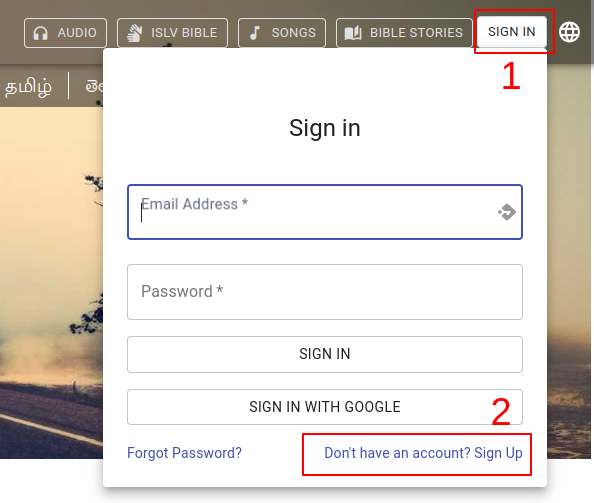 AUDIO
ISLV BIBLE
SONGS
BIBLE STORIES
SIGN IN
1
தமிழ்
Sign in
Email Address *
Password *
SIGN IN
SIGN IN WITH GOOGLE
2
Forgot Password?
Don't have an account? Sign Up